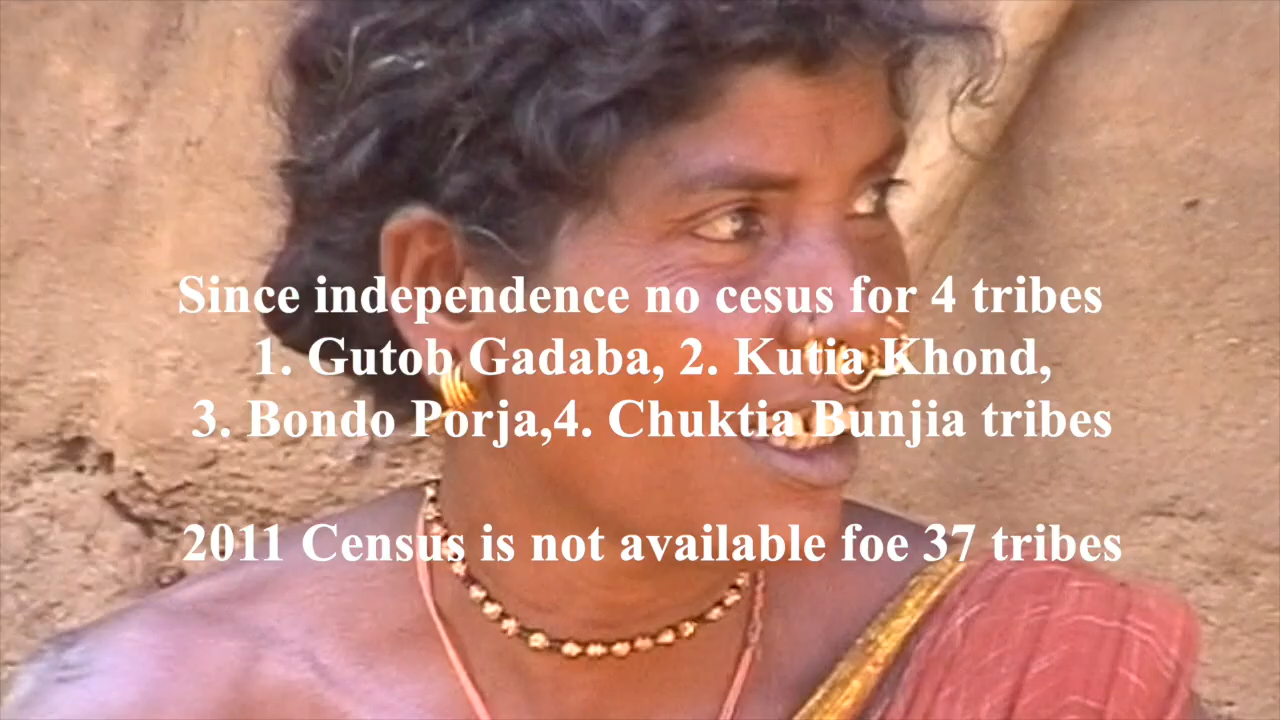 Since independence no cesus for 4 tribes
1. Gutob Gadaba, 2. Kutia Khond,
3. Bondo Porja,4. Chuktia Bunjia tribes
2011 Census is not available foe 37 tribes